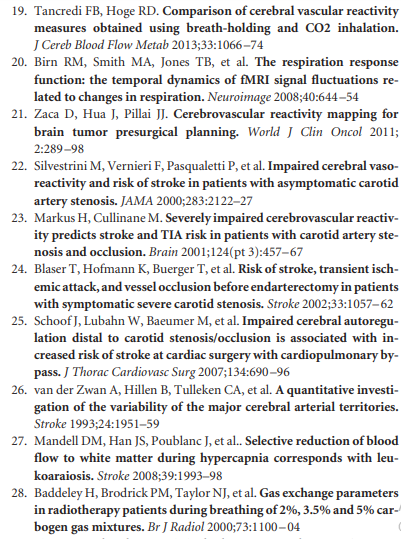 19. Tancredi FB, Hoge RD. Comparison of cerebral vascular reactivity
measures obtained using breath-holding and CO2 inhalation.
J Cereb Blood Flow Metab 2013;33:1066–74
20. Birn RM, Smith MA, Jones TB, et al. The respiration response
function: the temporal dynamics of fMRI signal fluctuations re-
lated to changes in respiration. Neuroimage 2008;40:644–54
21. Zaca D, Hua J, Pillai JJ. Cerebrovascular reactivity mapping for
brain tumor presurgical planning. World J Clin Oncol 2011;
2:289–98
22. Silvestrini M, Vernieri F, Pasqualetti P, et al. Impaired cerebral vaso-
reactivity and risk of stroke in patients with asymptomatic carotid
artery stenosis. JAMA 2000;283:2122–27
23. Markus H, Cullinane M. Severely impaired cerebrovascular reactiv-
ity predicts stroke and TIA risk in patients with carotid artery ste-
nosis and occlusion. Brain 2001;124(pt 3):457–67
24. Blaser T, Hofmann K, Buerger T, et al. Risk of stroke, transient isch-
emic attack, and vessel occlusion before endarterectomy in patients
with symptomatic severe carotid stenosis. Stroke 2002;33:1057–62
25. Schoof J, Lubahn W, Baeumer M, et al. Impaired cerebral autoregu-
lation distal to carotid stenosis/occlusion is associated with in-
creased risk of stroke at cardiac surgery with cardiopulmonary by-
pass. J Thorac Cardiovasc Surg 2007;134:690–96
26. van der Zwan A, Hillen B, Tulleken CA, et al. A quantitative investi-
gation of the variability of the major cerebral arterial territories.
Stroke 1993;24:1951–59
27. Mandell DM, Han JS, Poublanc J, et al.. Selective reduction of blood
flow to white matter during hypercapnia corresponds with leu-
koaraiosis. Stroke 2008;39:1993–98
28. Baddeley H, Brodrick PM, Taylor NJ, et al. Gas exchange parameters
in radiotherapy patients during breathing of 2%, 3.5% and 5% car-
bogen gas mixtures. Br J Radiol 2000;73:1100–04